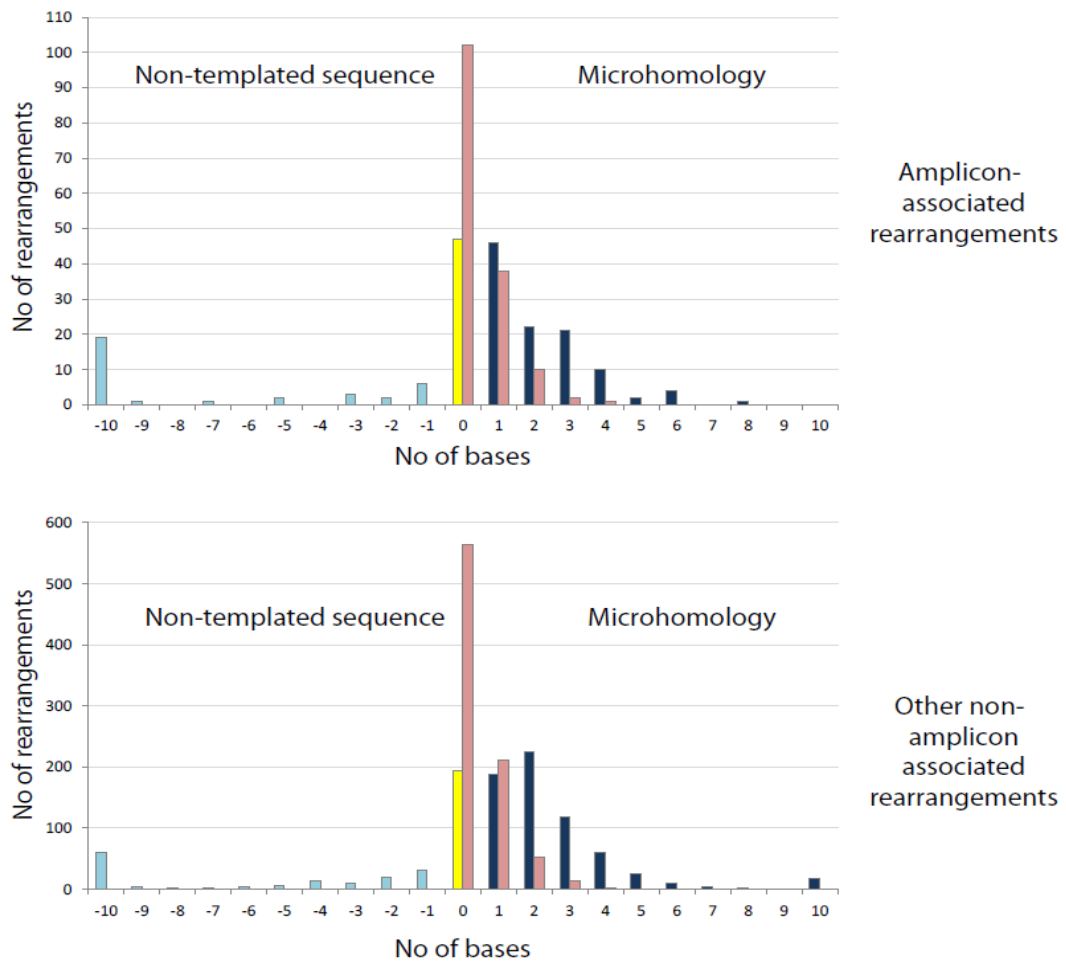 110
100
90
80
70
60
50
40
30
20
10
0
No of rearrangements
Non-templated sequence
Microhomology
-10 -9 -8 -7 -6 -5 -4 -3 -2 -1 0 1 2 3 4 5 6 7 8 9 10
No of bases
Amplicon-
associated
rearrangements
600
500
400
300
200
100
0
No of rearrangements
Non-templated sequence
Microhomology
-10 -9 -8 -7 -6 -5 -4 -3 -2 -1 0 1 2 3 4 5 6 7 8 9 10
No of bases
Other non-
amplicon
associated
rearrangements